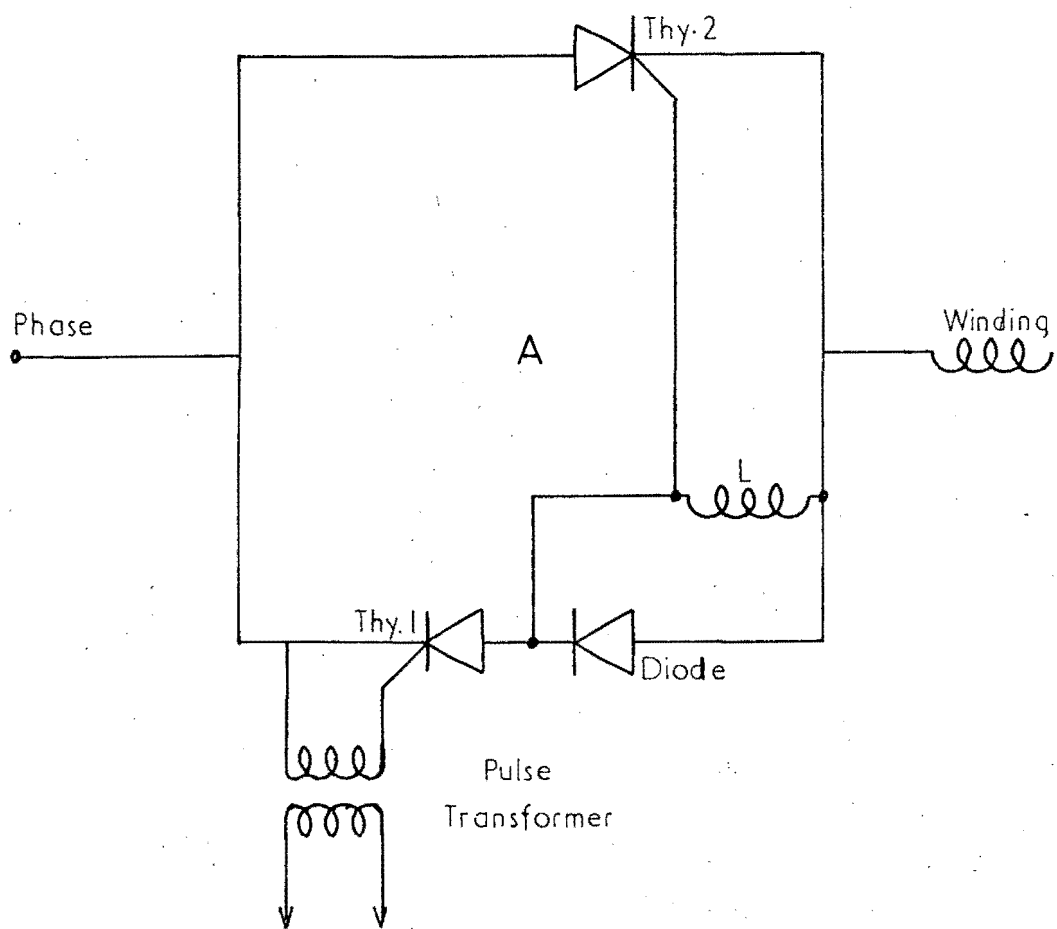 Thy.2
Phase
A
Winding
L
Thy.1
Diode
Pulse
Transformer